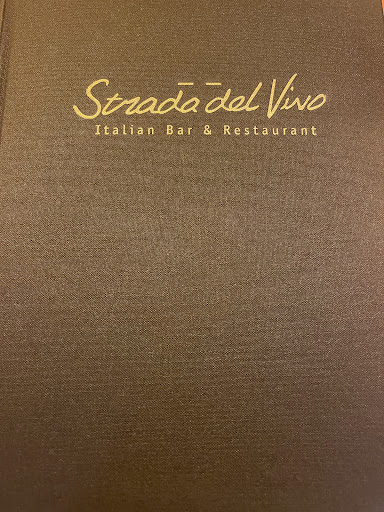 Strada del Vino
Italian Bar & Restaurant